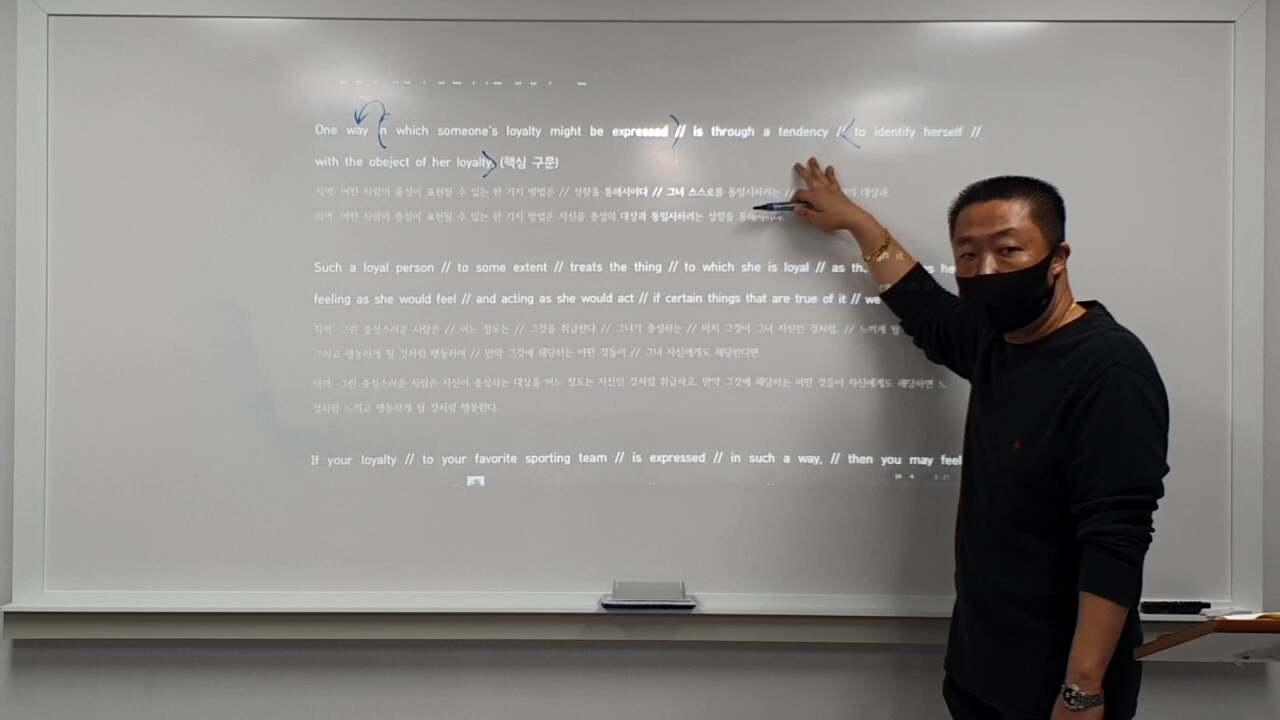 One way in which someone's loyalty might be expressed // is through a tendency // to identify herself //
with the obeject of her loyalty. (핵심 구문)
직역: 어떤 사람의 충성이 표현될 수 있는 한 가지 방법은 // 성향을 통해서이다 // 그녀 스스로를 동일시하려는 // 대상과.
의역: 어떤 사람의 충성이 표현될 수 있는 한 가지 방법은 자신을 충성의 대상과 동일시하려는 성향을
Such a loyal person // to some extent // treats the thing // to which she is loyal // as
feeling as she would feel // and acting as she would act // if certain things that are true of it // we
직역: 그런 충성스러운 사람은 // 어느 정도는 // 그것을 취급한다 // 그녀가 충성하는 // 마치 그것이 그녀 자신인 것처럼, // 느끼게 될
그리고 행동하게 될 것처럼 행동하며 // 만약 그것에 해당하는 어떤 것들이 // 그녀 자신에게도 해당한다면.
의역: 그런 충성스러운 사람은 자신이 충성하는 대상을 어느 정도는 자신인 것처럼 취급하고, 만약 그것에 해당하는 어떤 것들이 자신에게도 해당하면 느
것처럼 느끼고 행동하게 될 것처럼 행동한다.
If your loyalty // to your favorite sporting team // is expressed // in such a way, // then you may feel